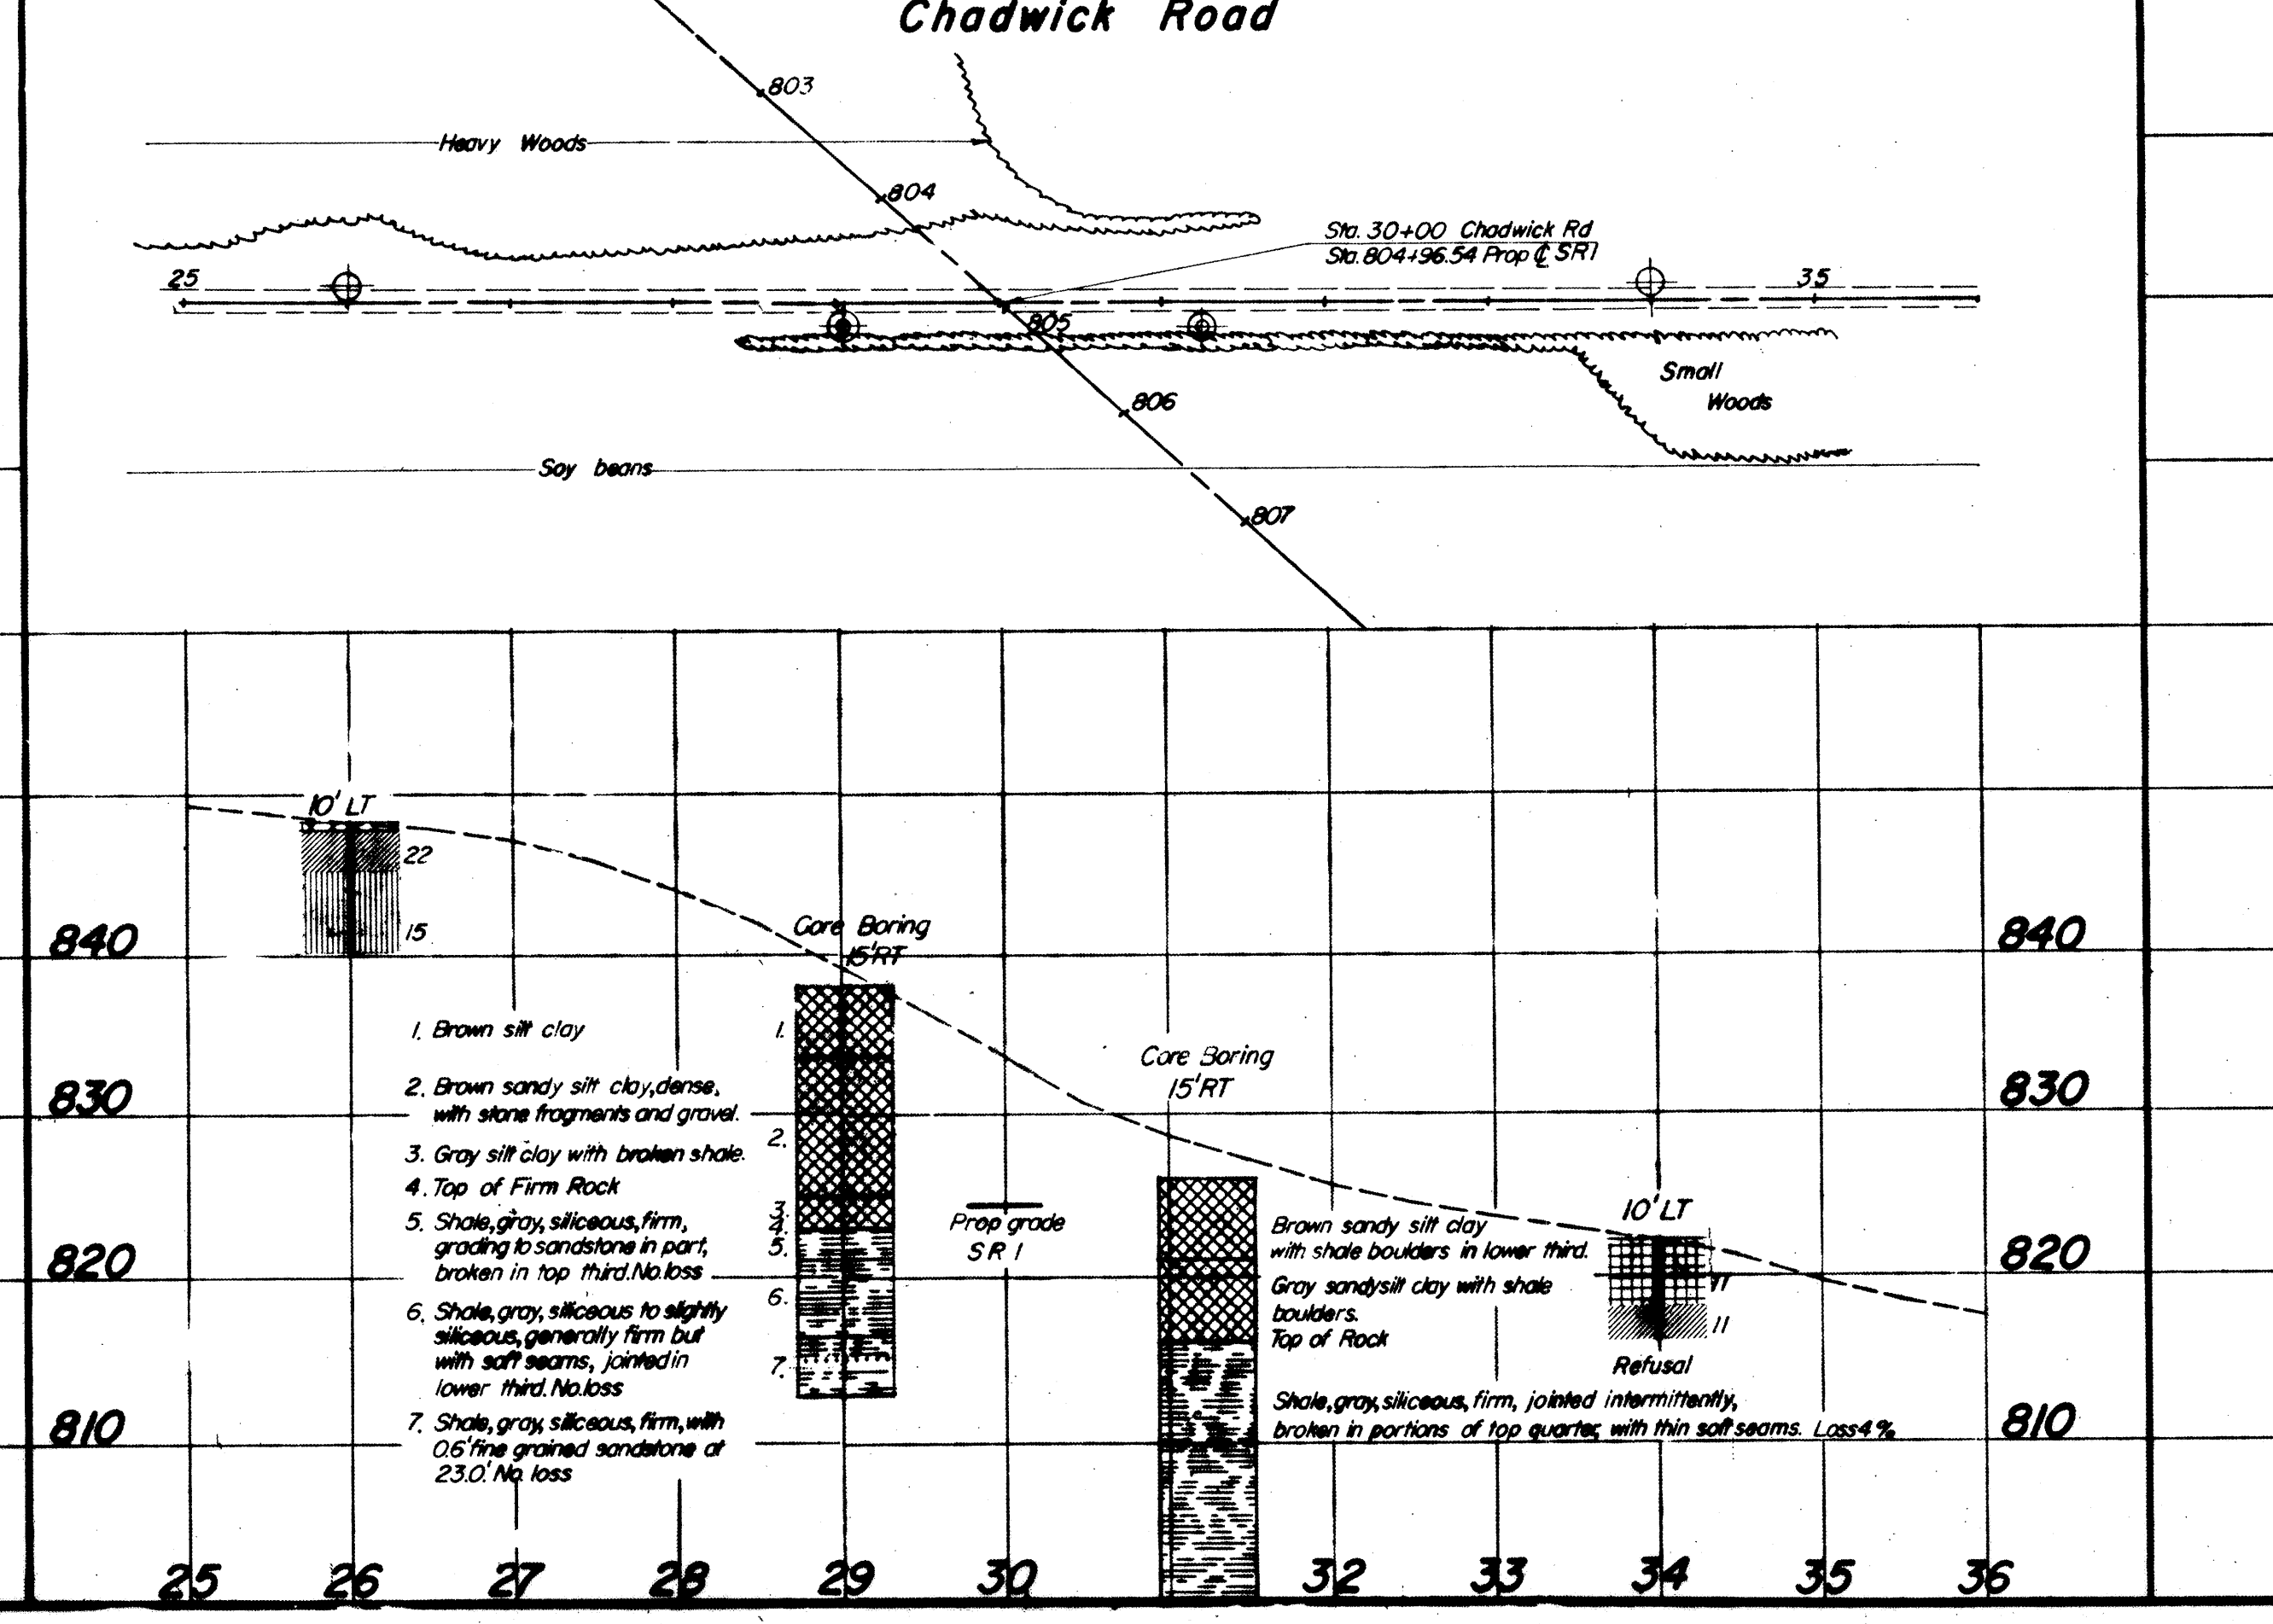 Chadwick Road
803
Heavy Woods
804
Sta. 30+00 Chadwick Rd
Sta. 804+96.54 Prop ℄ SR1
25
35
805
Small
Woods
806
Soy beans
807
10' LT
22
15
840
840
Core Boring
15'RT
1. Brown silt clay
1.
2. Brown sandy silt clay, dense,
with stone fragments and gravel.
2.
3. Gray silt clay with broken shale.
4. Top of Firm Rock
3.
4.
5. Shale, gray, siliceous, firm,
grading to sandstone in part,
broken in top third. No loss
5.
6. Shale, gray, siliceous to slightly
siliceous, generally firm but
with soft seams, jointed in
lower third. No loss
6.
7. Shale, gray, siliceous, firm, with
0.6' fine grained sandstone at
23.0'. No loss
7.
830
830
Core Boring
15'RT
Prop grade
SR 1
Brown sandy silt clay
with shale boulders in lower third.
Gray sandy silt clay with shale
boulders.
Top of Rock
10' LT
11
11
Refusal
820
820
Shale, gray, siliceous, firm, jointed intermittently,
broken in portions of top quarter, with thin soft seams. Loss 4%
810
810
25 26 27 28 29 30 32 33 34 35 36